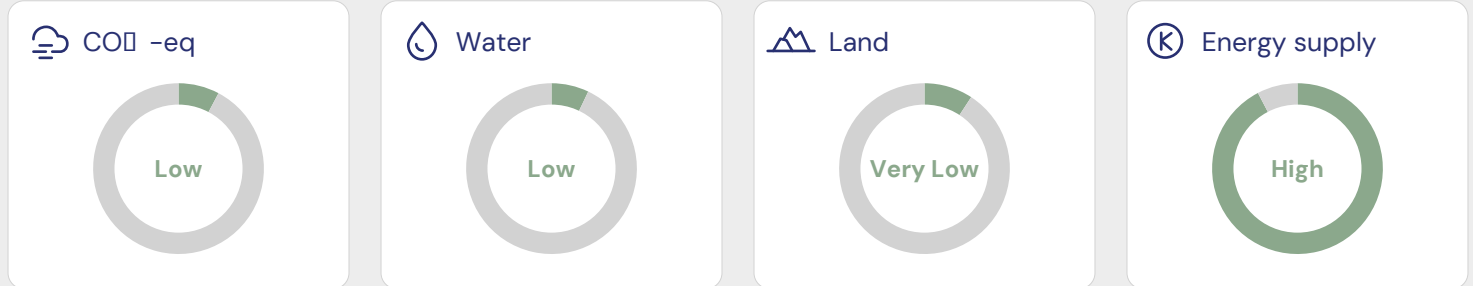 CO▯ -eq
Low
Water
Low
Land
Very Low
K Energy supply
High